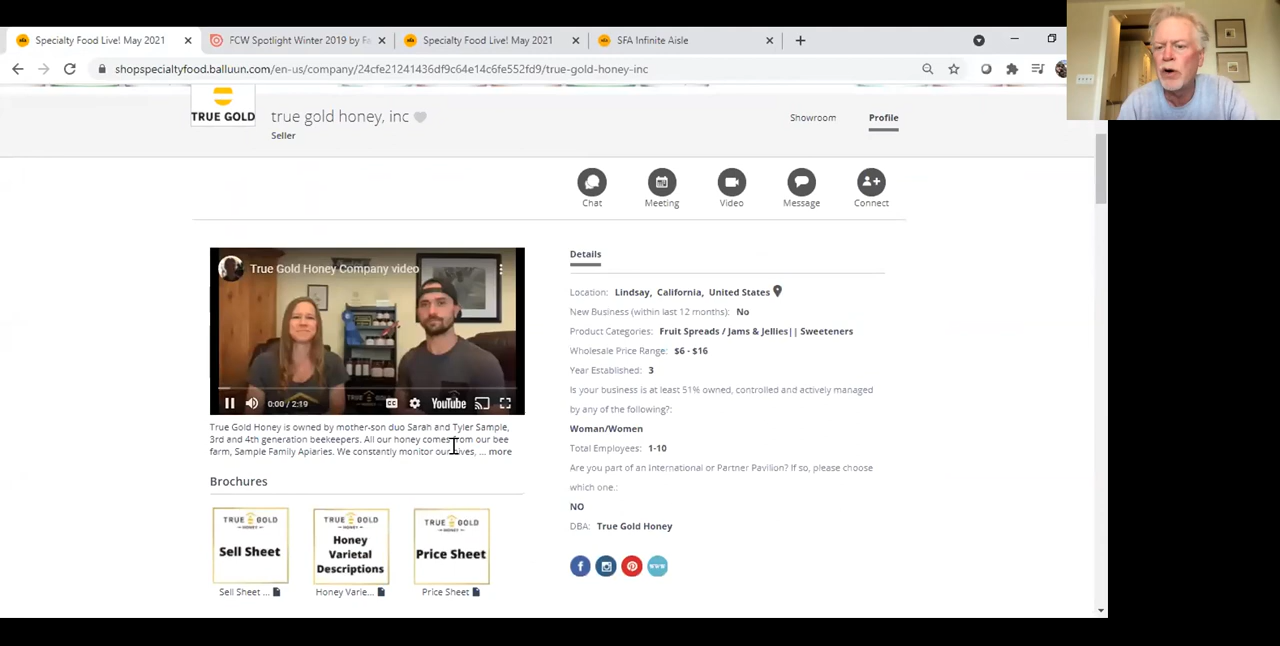 Specialty Food Live! May 2021
FCW Spotlight Winter 2019 by Fa
Specialty Food Live! May 2021
SFA Infinite Aisle
shopspecialtyfood.balluun.com/en-us/company/24cfe21241436df9c64e14c6fe552fd9/true-gold-honey-inc
TRUE GOLD
true gold honey, inc
Seller
Showroom
Profile
Chat
Meeting
Video
Message
Connect
True Gold Honey Company video
0:00 / 2:19
CC
YouTube
True Gold Honey is owned by mother-son duo Sarah and Tyler Sample,
3rd and 4th generation beekeepers. All our honey comes from our bee
farm, Sample Family Apiaries. We constantly monitor our hives, ... more
Brochures
TRUE GOLD
HONEY
Sell Sheet
Sell Sheet ...
TRUE GOLD
HONEY
Honey
Varietal
Descriptions
Honey Varie...
TRUE GOLD
HONEY
Price Sheet
Price Sheet
Details
Location: Lindsay, California, United States
New Business (within last 12 months): No
Product Categories: Fruit Spreads / Jams & Jellies|| Sweeteners
Wholesale Price Range: $6 - $16
Year Established: 3
Is your business is at least 51% owned, controlled and actively managed
by any of the following?:
Woman/Women
Total Employees: 1-10
Are you part of an International or Partner Pavilion? If so, please choose
which one.:
NO
DBA: True Gold Honey
www